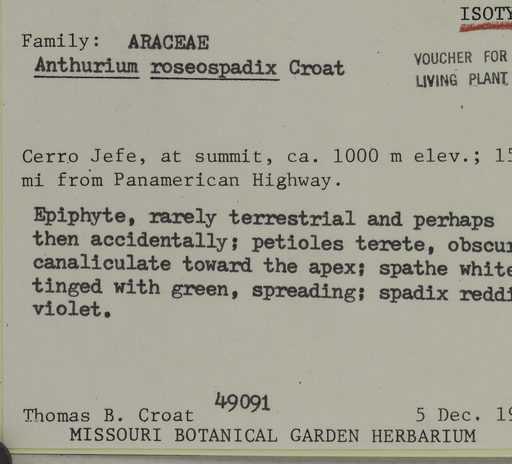 ISOTY
Family: ARACEAE
Anthurium roseospadix Croat
VOUCHER FOR
LIVING PLANT
Cerro Jefe, at summit, ca. 1000 m elev.; 15
mi from Panamerican Highway.
Epiphyte, rarely terrestrial and perhaps
then accidentally; petioles terete, obscur
canaliculate toward the apex; spathe white
tinged with green, spreading; spadix reddi
violet.
49091
Thomas B. Croat 5 Dec. 19
MISSOURI BOTANICAL GARDEN HERBARIUM